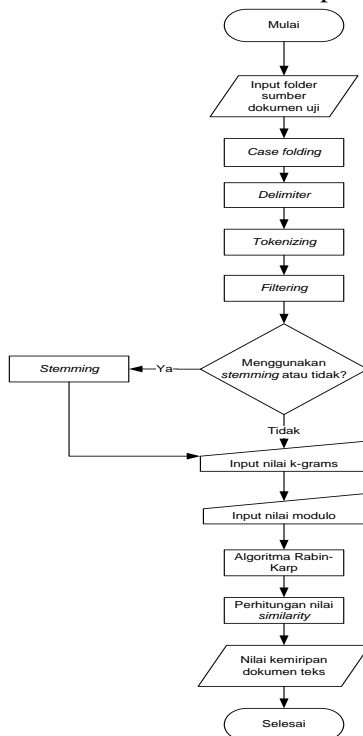 Mulai
Input folder
sumber
dokumen uji
Case folding
Delimiter
Tokenizing
Filtering
Menggunakan
stemming atau tidak?
Ya
Stemming
Tidak
Input nilai k-grams
Input nilai modulo
Algoritma Rabin-
Karp
Perhitungan nilai
similarity
Nilai kemiripan
dokumen teks
Selesai